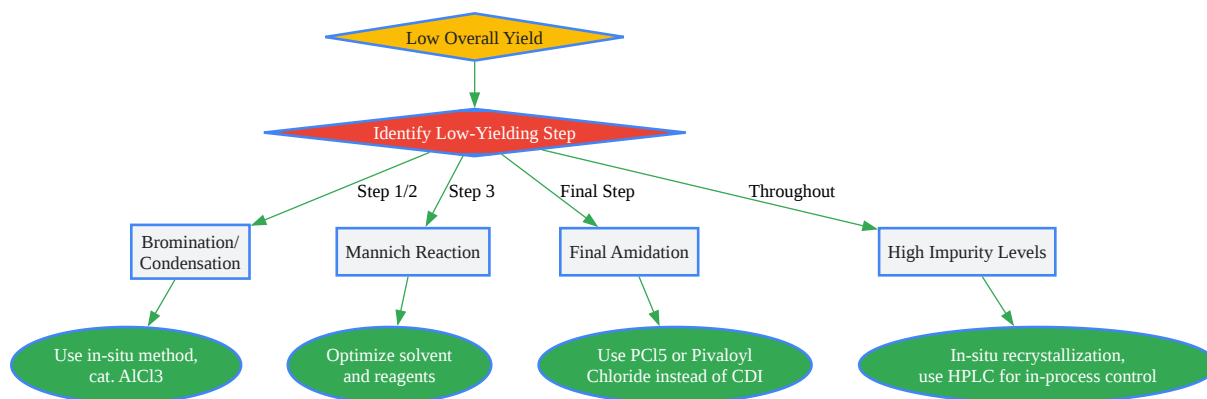 Low Overall Yield
Identify Low-Yielding Step
Step 1/2
Step 3
Final Step
Throughout
Bromination/
Condensation
Mannich Reaction
Final Amidation
High Impurity Levels
Use in-situ method,
cat. AlCl3
Optimize solvent
and reagents
Use PCl5 or Pivaloyl
Chloride instead of CDI
In-situ recrystallization,
use HPLC for in-process control